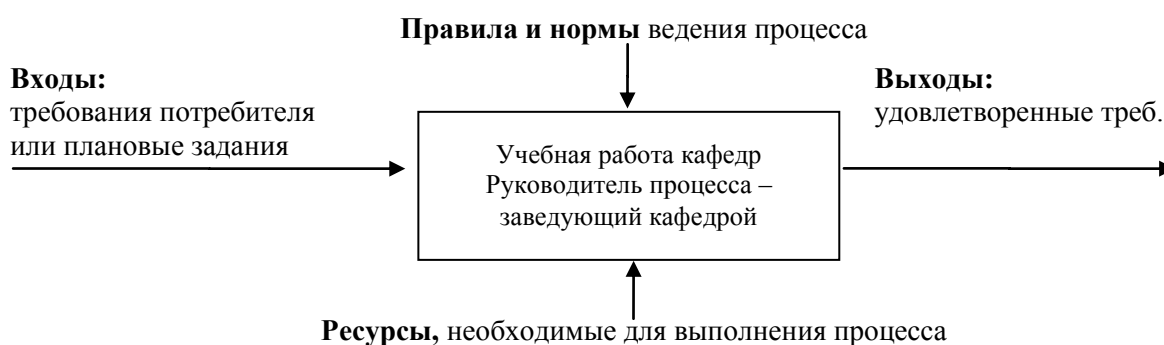 Правила и нормы ведения процесса
Входы:
требования потребителя
или плановые задания
Выходы:
удовлетворенные треб.
Учебная работа кафедр
Руководитель процесса –
заведующий кафедрой
Ресурсы, необходимые для выполнения процесса